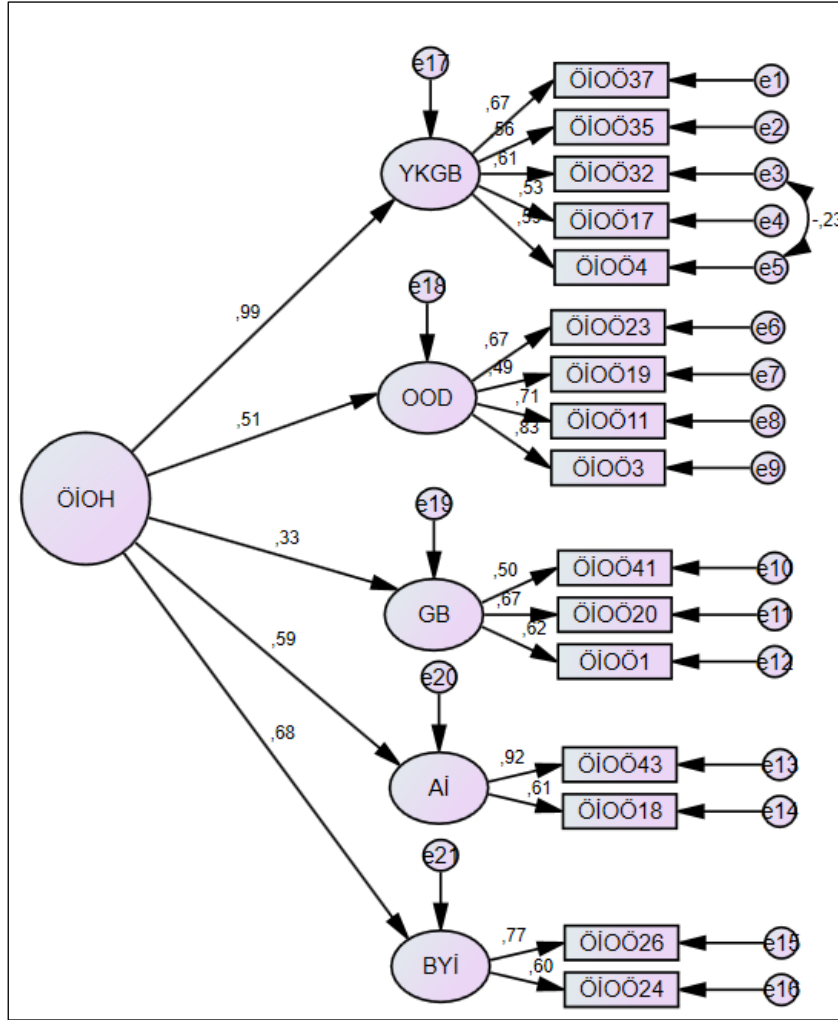 e17
ÖİOÖ37
e1
,67
ÖİOÖ35
e2
,56
YKGB
,61
ÖİOÖ32
e3
,53
ÖİOÖ17
e4
-,23
ÖİOÖ4
e5
,99
e18
ÖİOÖ23
e6
,67
ÖİOÖ19
e7
,49
OOD
,71
ÖİOÖ11
e8
,83
ÖİOÖ3
e9
,51
ÖİOH
e19
,33
,50
ÖİOÖ41
e10
GB
,67
ÖİOÖ20
e11
,62
ÖİOÖ1
e12
,59
e20
,92
ÖİOÖ43
e13
Aİ
,61
ÖİOÖ18
e14
,68
e21
,77
ÖİOÖ26
e15
BYİ
,60
ÖİOÖ24
e16